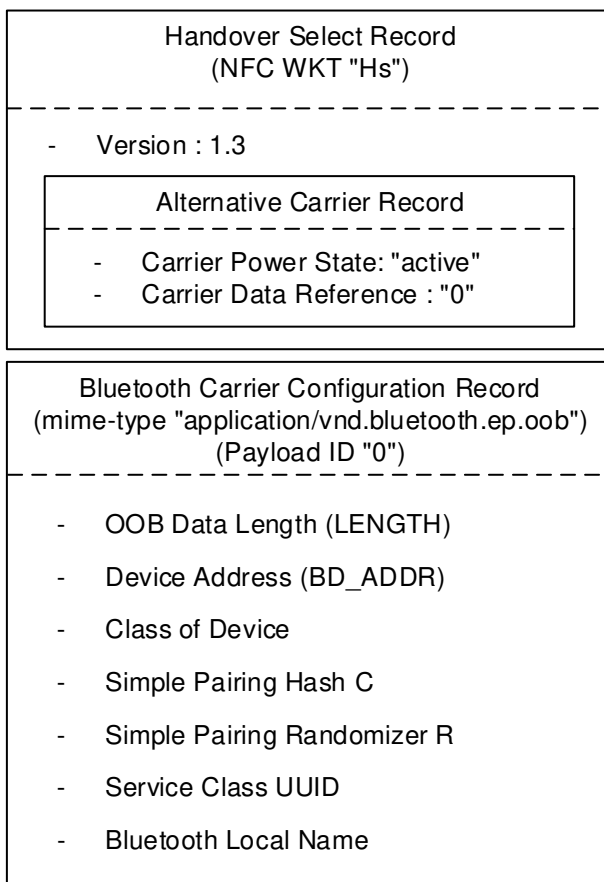 Handover Select Record
(NFC WKT "Hs")
- Version : 1.3
Alternative Carrier Record
- Carrier Power State: "active"
- Carrier Data Reference : "0"
Bluetooth Carrier Configuration Record
(mime-type "application/vnd.bluetooth.ep.oob")
(Payload ID "0")
- OOB Data Length (LENGTH)
- Device Address (BD_ADDR)
- Class of Device
- Simple Pairing Hash C
- Simple Pairing Randomizer R
- Service Class UUID
- Bluetooth Local Name